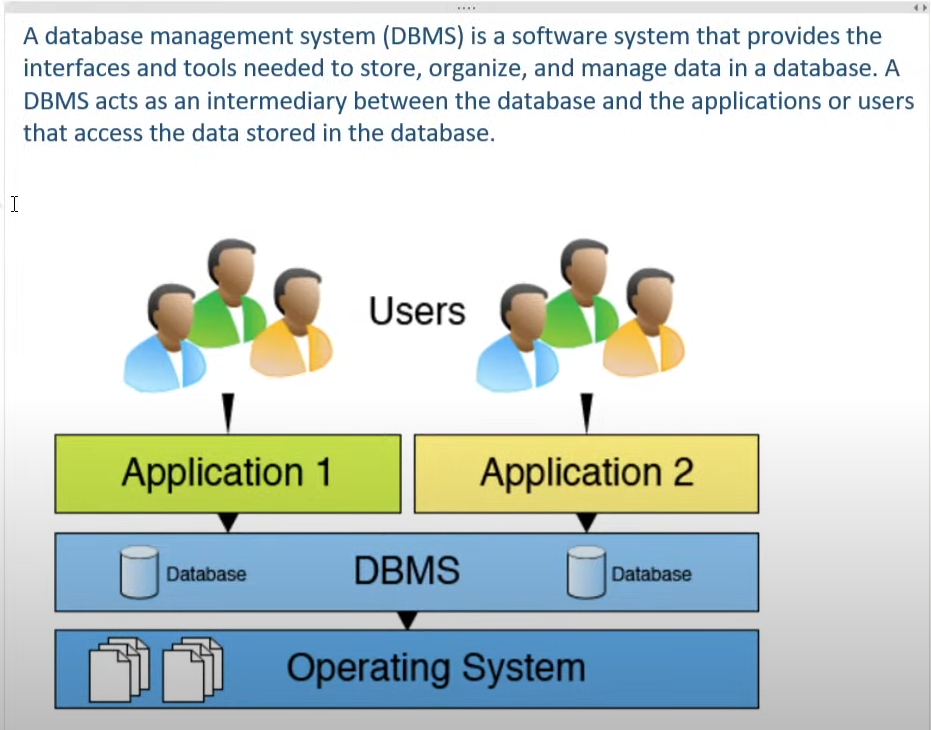 A database management system (DBMS) is a software system that provides the
interfaces and tools needed to store, organize, and manage data in a database. A
DBMS acts as an intermediary between the database and the applications or users
that access the data stored in the database.
Users
Application 1
Application 2
Database
DBMS
Database
Operating System